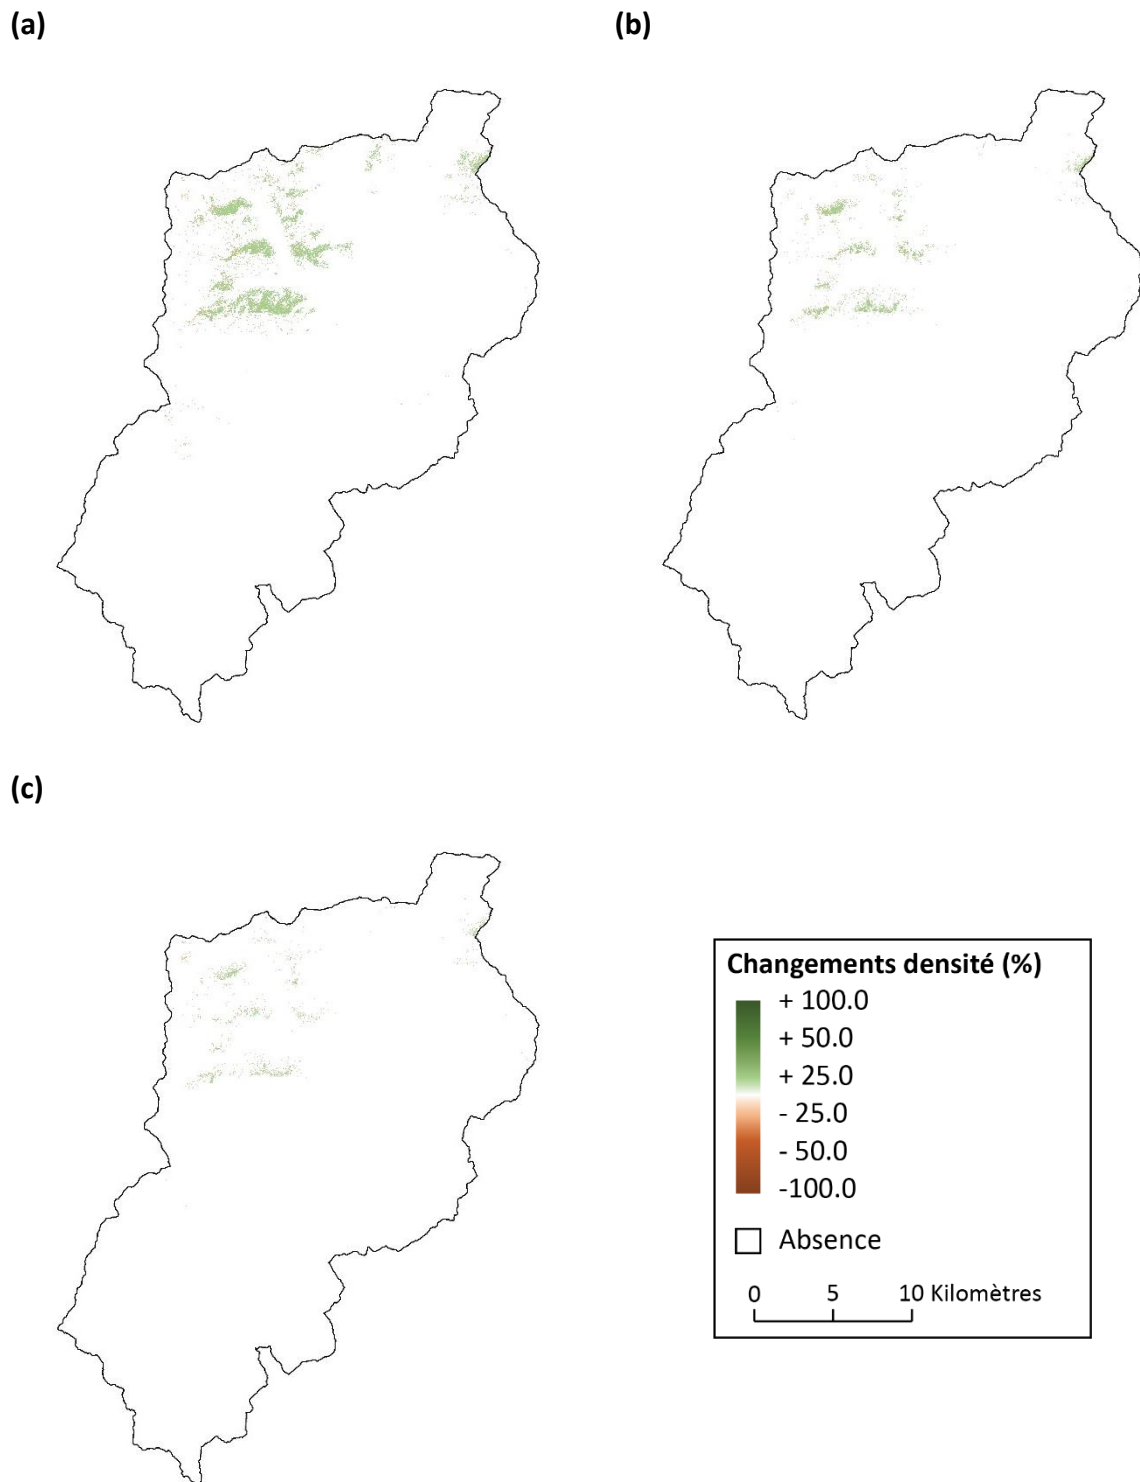 (a)
(b)
(c)
Changements densité (%)
+ 100.0
+ 50.0
+ 25.0
- 25.0
- 50.0
-100.0
Absence
0 5 10 Kilomètres